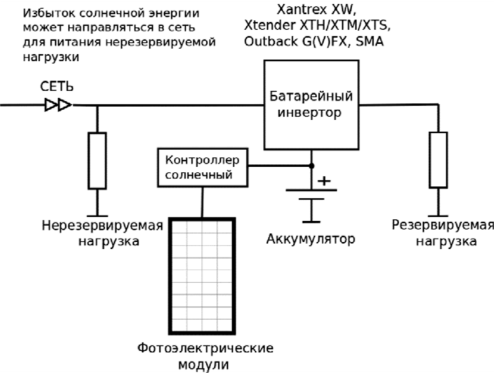 Избыток солнечной энергии
может направляться в сеть
для питания нерезервируемой
нагрузки
Xantrex XW,
Xtender XTH/XTM/XTS,
Outback G(V)FX, SMA
СЕТЬ
Батарейный
инвертор
Контроллер
солнечный
+
Нерезервируемая
нагрузка
Аккумулятор
Резервируемая
нагрузка
Фотоэлектрические
модули